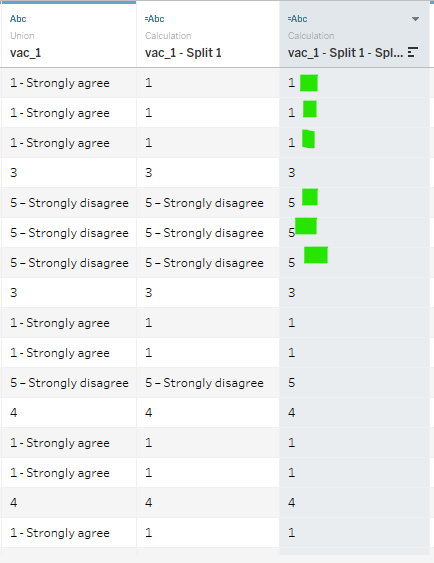 Abc =Abc =Abc
Union Calculation Calculation
vac_1 vac_1 - Split 1 vac_1 - Split 1 - Spl...
1 - Strongly agree 1 1
1 - Strongly agree 1 1
1 - Strongly agree 1 1
3 3 3
5 – Strongly disagree 5 – Strongly disagree 5
5 – Strongly disagree 5 – Strongly disagree 5
5 – Strongly disagree 5 – Strongly disagree 5
3 3 3
1 - Strongly agree 1 1
1 - Strongly agree 1 1
5 – Strongly disagree 5 – Strongly disagree 5
4 4 4
1 - Strongly agree 1 1
1 - Strongly agree 1 1
4 4 4
1 - Strongly agree 1 1